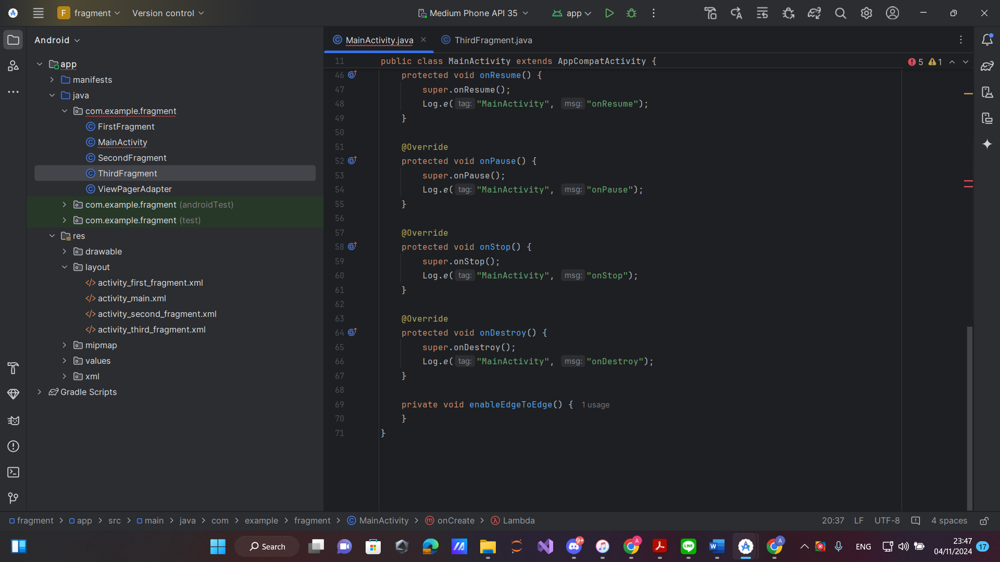 F fragment Version control Medium Phone API 35 app
Android
app
manifests
java
com.example.fragment
FirstFragment
MainActivity
SecondFragment
ThirdFragment
ViewPagerAdapter
com.example.fragment (androidTest)
com.example.fragment (test)
res
drawable
layout
activity_first_fragment.xml
activity_main.xml
activity_second_fragment.xml
activity_third_fragment.xml
mipmap
values
xml
Gradle Scripts
MainActivity.java ThirdFragment.java
11 public class MainActivity extends AppCompatActivity { 5 1
46 protected void onResume() {
47 super.onResume();
48 Log.e( tag: "MainActivity", msg: "onResume");
49 }
50
51 @Override
52 protected void onPause() {
53 super.onPause();
54 Log.e( tag: "MainActivity", msg: "onPause");
55 }
56
57 @Override
58 protected void onStop() {
59 super.onStop();
60 Log.e( tag: "MainActivity", msg: "onStop");
61 }
62
63 @Override
64 protected void onDestroy() {
65 super.onDestroy();
66 Log.e( tag: "MainActivity", msg: "onDestroy");
67 }
68
69 private void enableEdgeToEdge() { 1 usage
70 }
71 }
fragment > app > src > main > java > com > example > fragment > MainActivity > onCreate > Lambda 20:37 LF UTF-8 4 spaces
Search 9+ A A ENG 23:47
04/11/2024 17